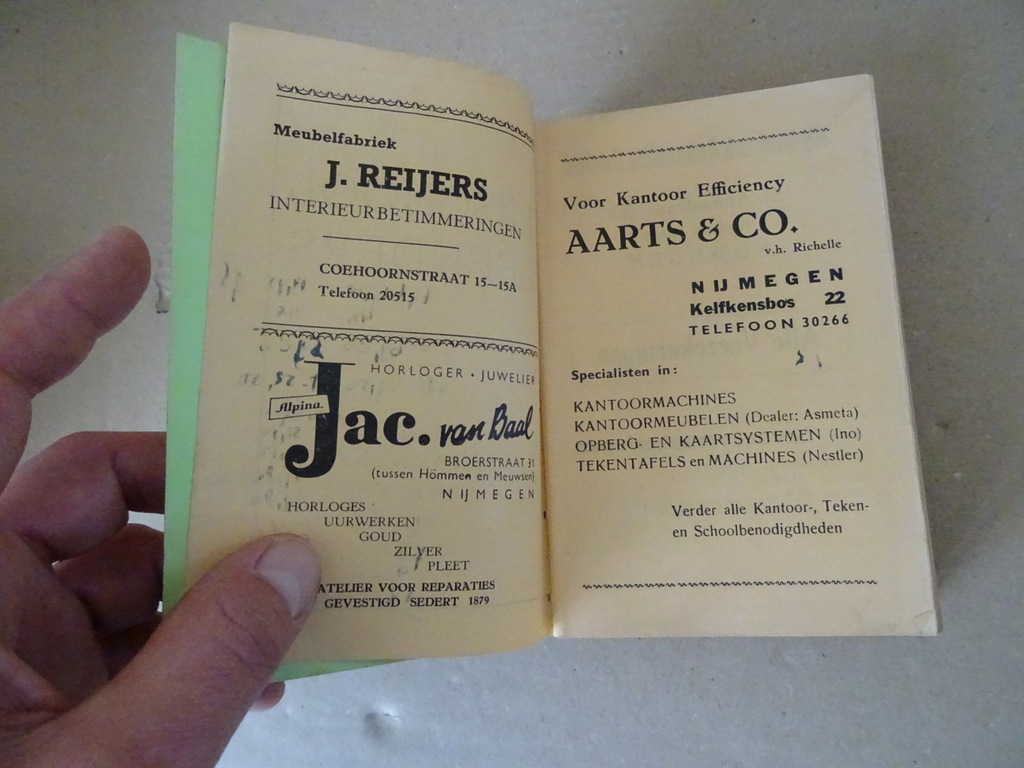 Meubelfabriek
J. REIJERS
INTERIEURBETIMMERINGEN
COEHOORNSTRAAT 15—15A
Telefoon 20515
HORLOGER · JUWELIER
Alpina
Jac. van Baal
BROERSTRAAT 31
(tussen Hömmen en Meuwsen)
NIJMEGEN
HORLOGES
UURWERKEN
GOUD
ZILVER
PLEET
ATELIER VOOR REPARATIES
GEVESTIGD SEDERT 1879
Voor Kantoor Efficiency
AARTS & CO.
v.h. Richelle
NIJMEGEN
Kelfkensbos 22
TELEFOON 30266
Specialisten in:
KANTOORMACHINES
KANTOORMEUBELEN (Dealer: Asmeta)
OPBERG- EN KAARTSYSTEMEN (Ino)
TEKENTAFELS en MACHINES (Nestler)
Verder alle Kantoor-, Teken-
en Schoolbenodigdheden